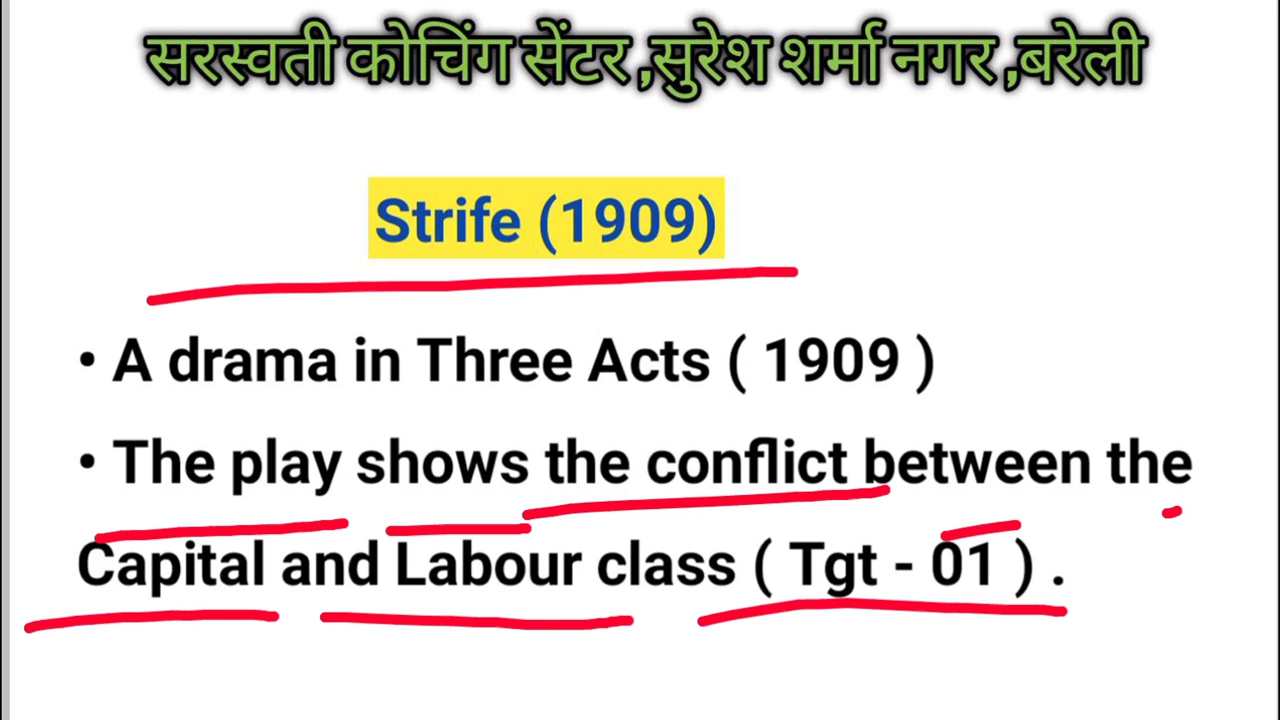 सरस्वती कोचिंग सेंटर ,सुरेश शर्मा नगर ,बरेली
Strife (1909)
• A drama in Three Acts ( 1909 )
• The play shows the conflict between the
Capital and Labour class ( Tgt - 01 ) .